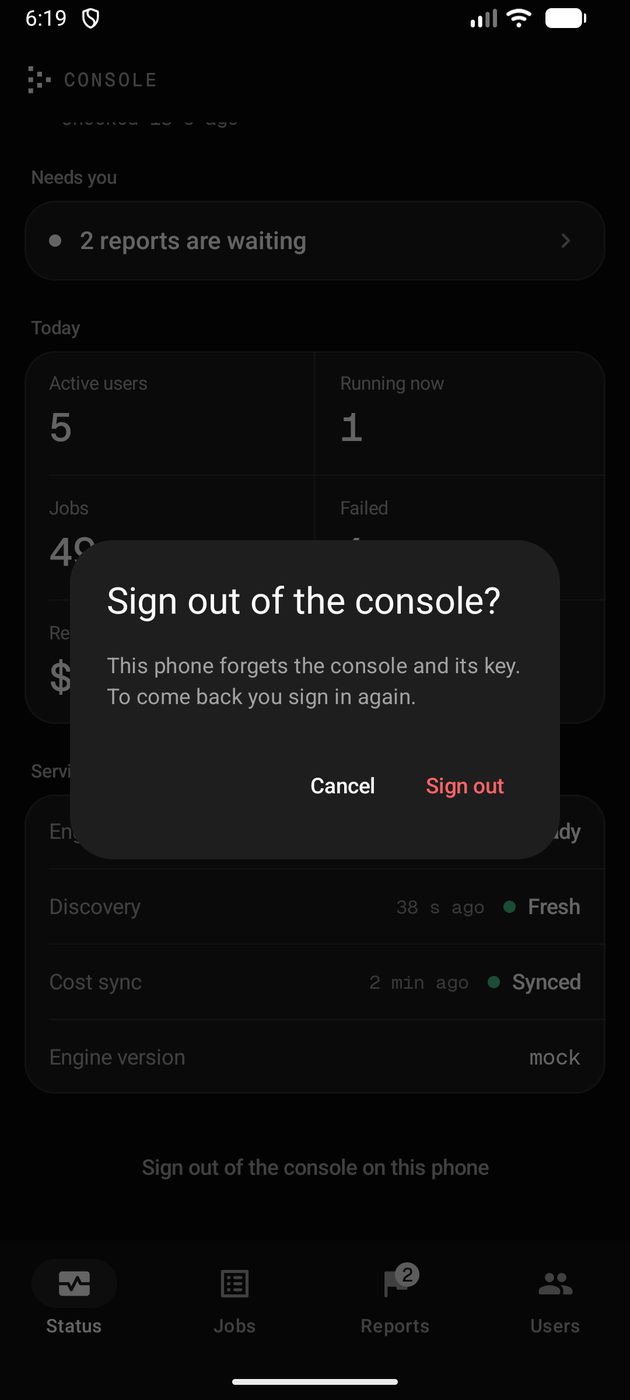 6:19
CONSOLE
Needs you
2 reports are waiting
Today
Active users
Running now
5
1
Jobs
Failed
49
Sign out of the console?
This phone forgets the console and its key.
To come back you sign in again.
Cancel
Sign out
Discovery
38 s ago
Fresh
Cost sync
2 min ago
Synced
Engine version
mock
Sign out of the console on this phone
2
Status
Jobs
Reports
Users